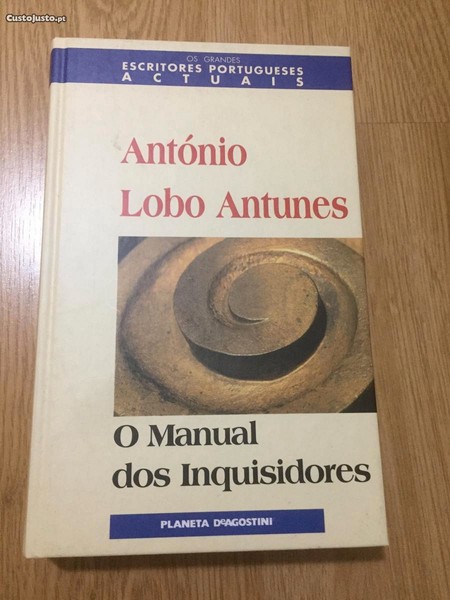 CustoJusto.pt
OS GRANDES
ESCRITORES PORTUGUESES
ACTUAIS
António
Lobo Antunes
O Manual
dos Inquisidores
PLANETA DeAGOSTINI